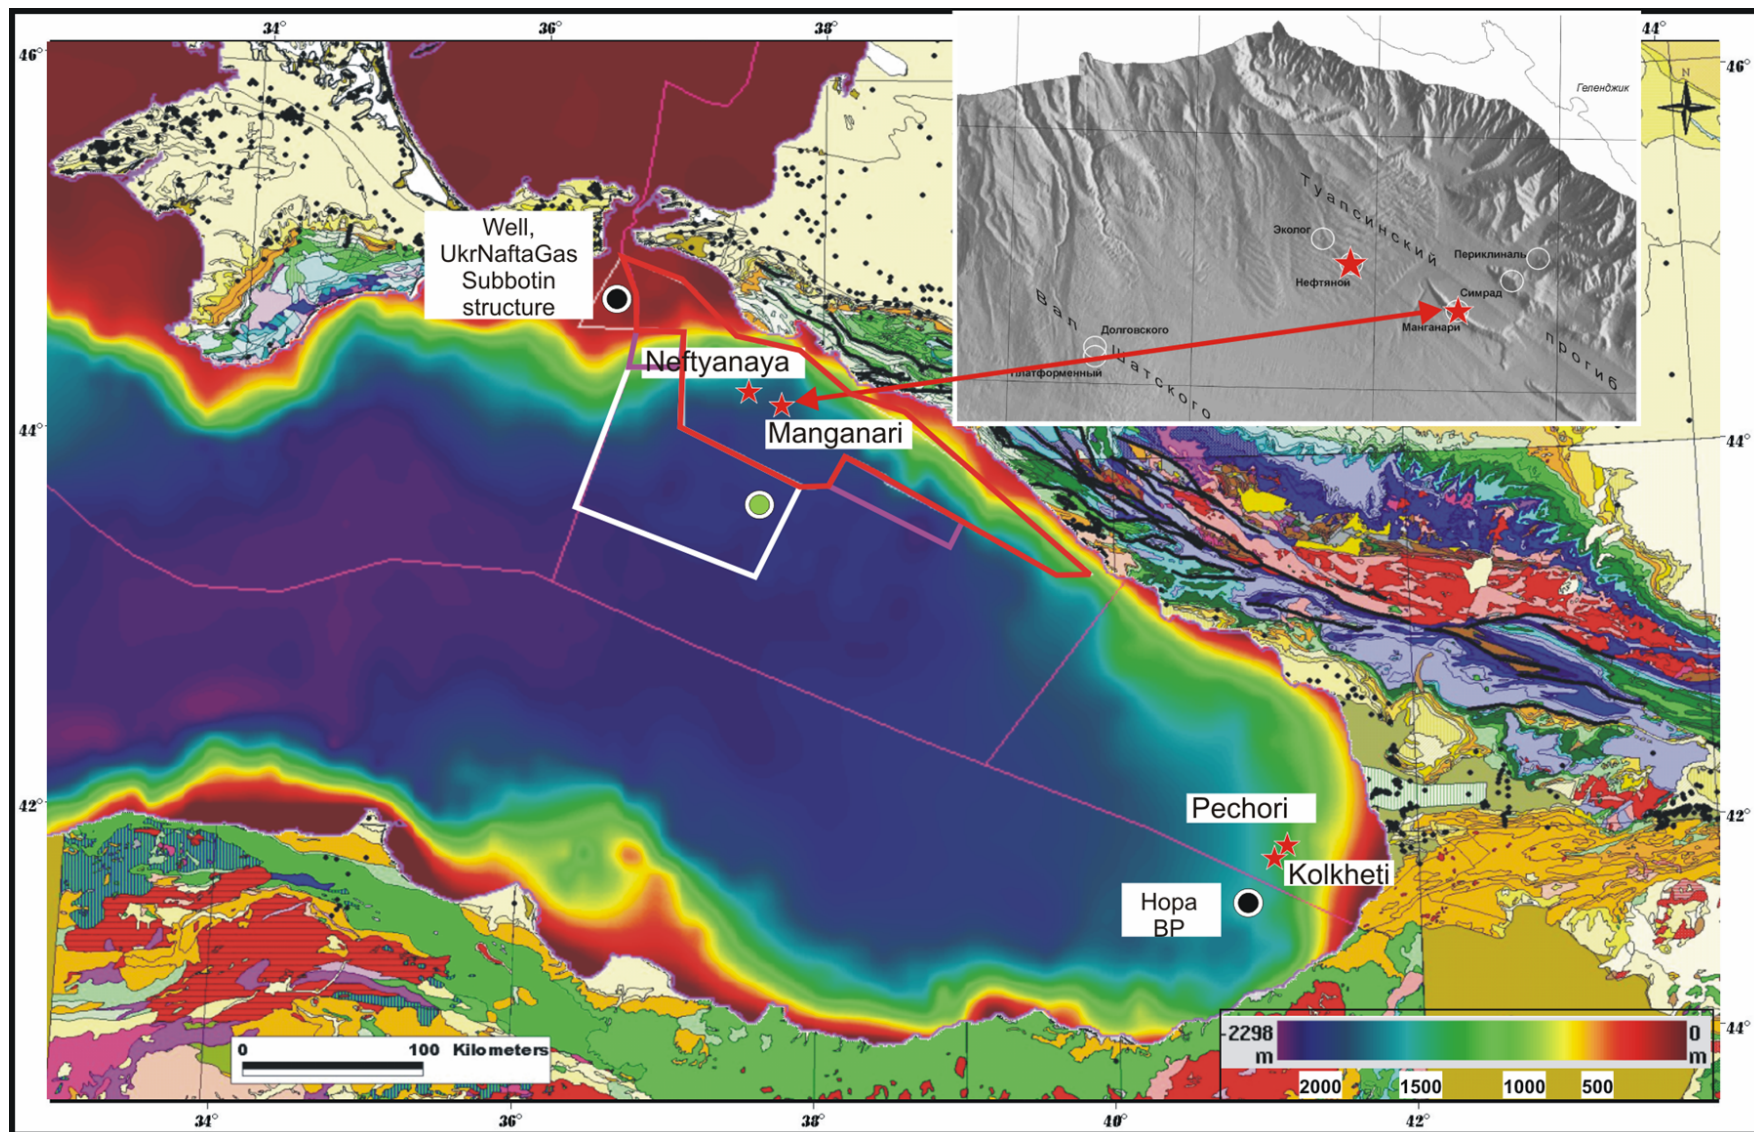 34°
36°
38°
44°
46°
46°
N
Геленджик
Туапсинский
Эколог
Периклиналь
Нефтяной
Симрад
Манганари
Вал
Долговского
Платформенный
Шатского
прогиб
Well,
UkrNaftaGas
Subbotin
structure
Neftyanaya
Manganari
44°
44°
42°
42°
Pechori
Kolkheti
Hopa
BP
0 100 Kilometers
-2298
m
0
m
2000 1500 1000 500
44°
34°
36°
38°
40°
42°